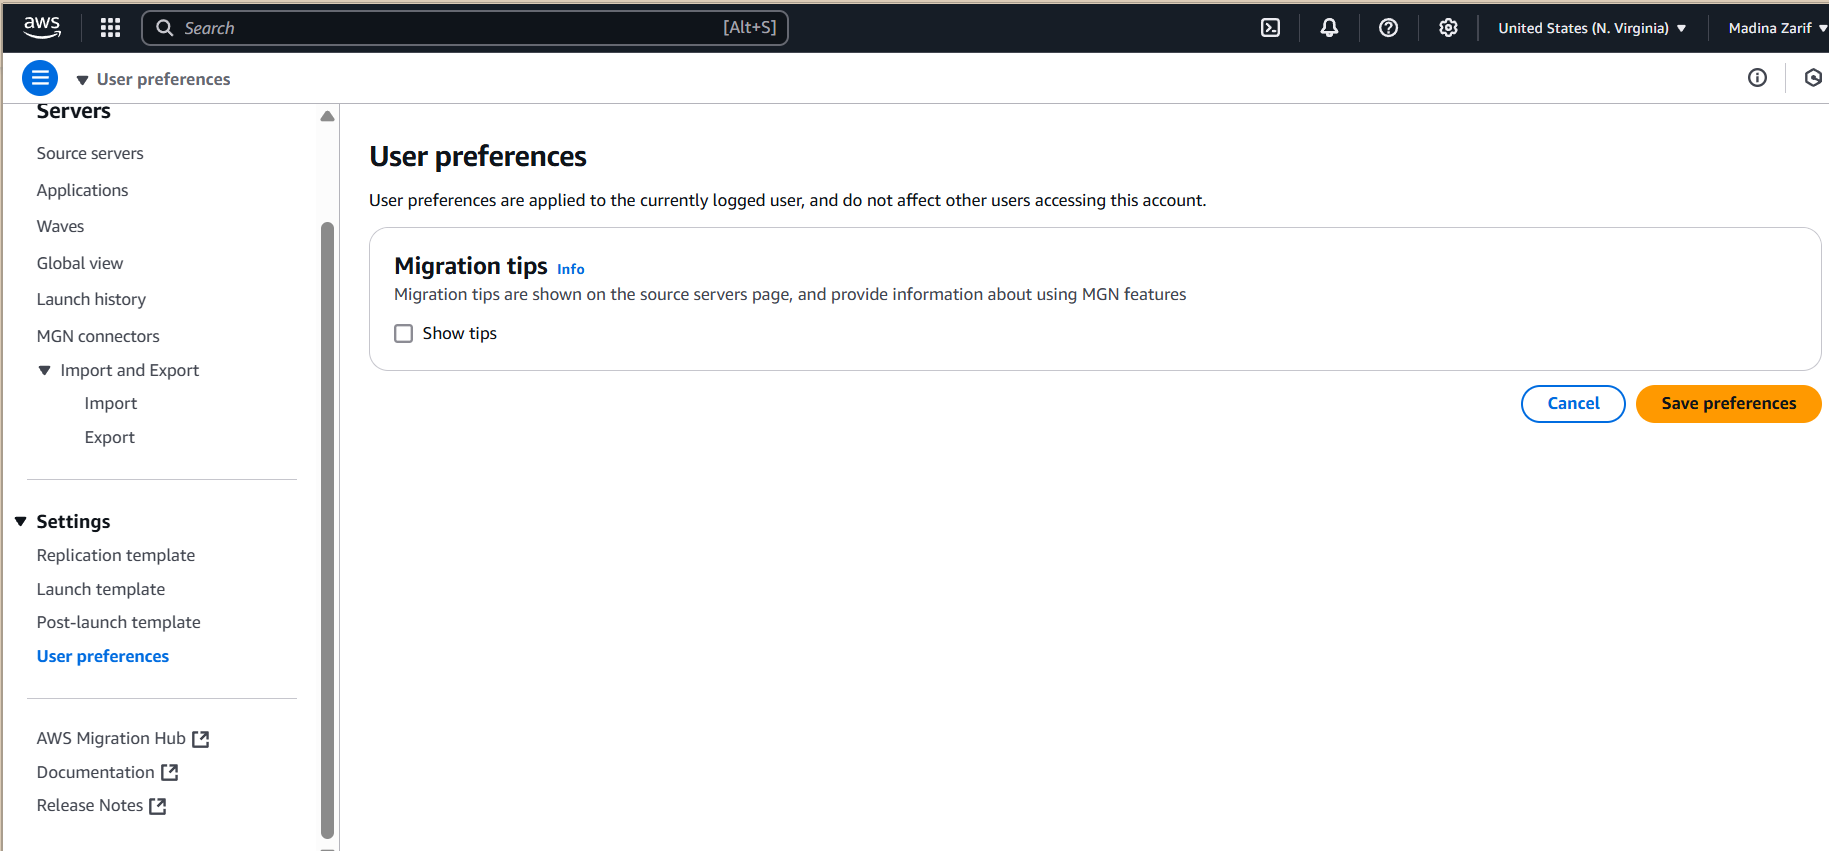 aws
Search [Alt+S]
United States (N. Virginia)
Madina Zarif
User preferences
Servers
Source servers
Applications
Waves
Global view
Launch history
MGN connectors
Import and Export
Import
Export
Settings
Replication template
Launch template
Post-launch template
User preferences
AWS Migration Hub
Documentation
Release Notes
User preferences
User preferences are applied to the currently logged user, and do not affect other users accessing this account.
Migration tips Info
Migration tips are shown on the source servers page, and provide information about using MGN features
Show tips
Cancel
Save preferences